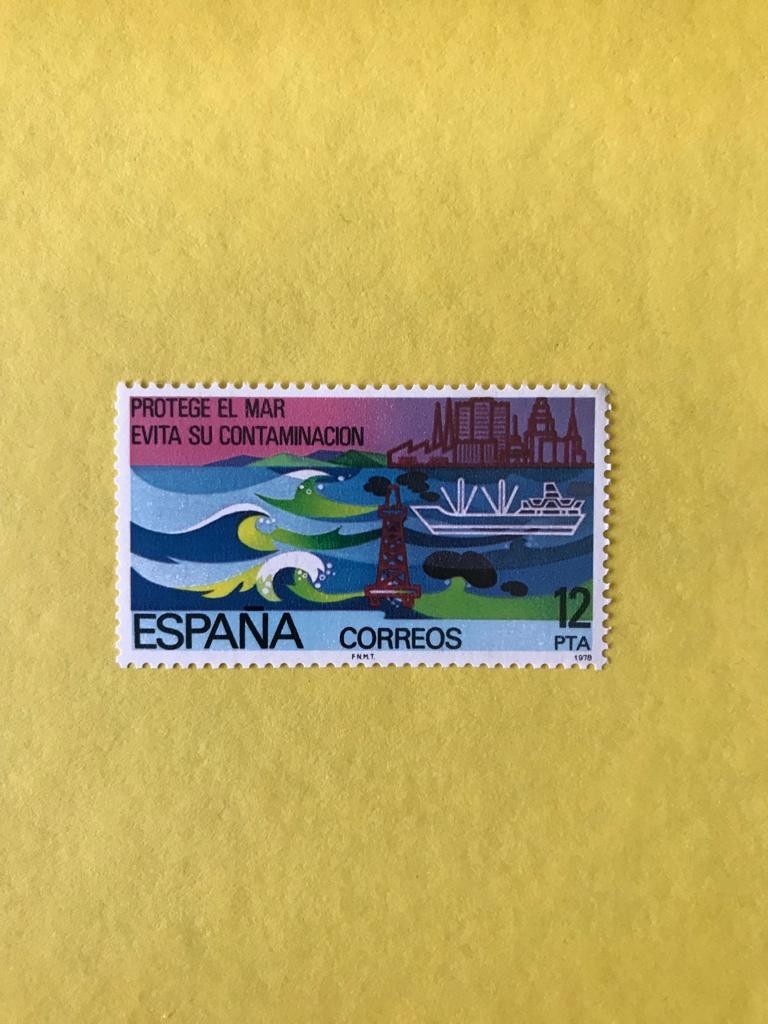 PROTEGE EL MAR
EVITA SU CONTAMINACION
12
ESPAÑA CORREOS PTA
F.N.M.T. 1978